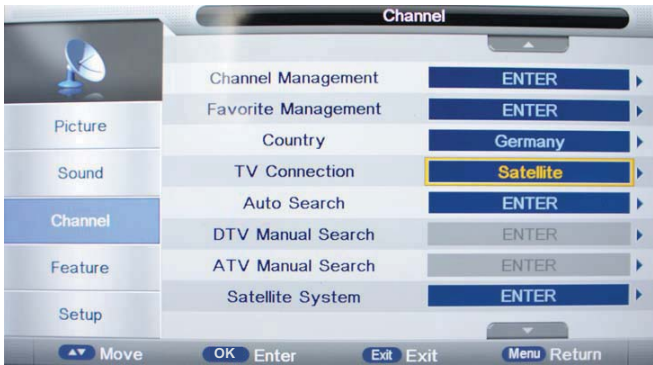 Channel
Channel Management ENTER
Favorite Management ENTER
Country Germany
TV Connection Satellite
Auto Search ENTER
DTV Manual Search ENTER
ATV Manual Search ENTER
Satellite System ENTER
Picture
Sound
Channel
Feature
Setup
Move OK Enter Exit Exit Menu Return